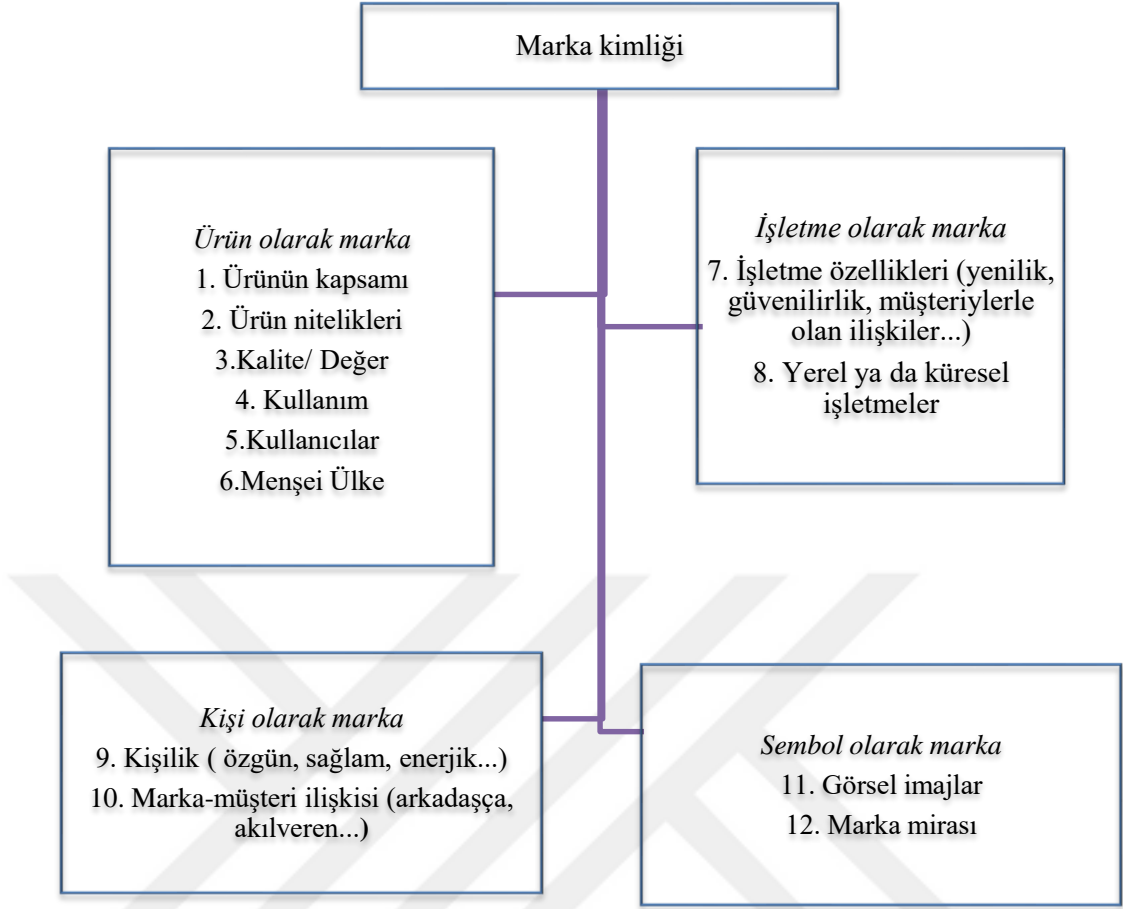 Marka kimliği
Ürün olarak marka
1. Ürünün kapsamı
2. Ürün nitelikleri
3.Kalite/ Değer
4. Kullanım
5.Kullanıcılar
6.Menşei Ülke
İşletme olarak marka
7. İşletme özellikleri (yenilik,
güvenilirlik, müşteriylerle
olan ilişkiler...)
8. Yerel ya da küresel
işletmeler
Kişi olarak marka
9. Kişilik ( özgün, sağlam, enerjik...)
10. Marka-müşteri ilişkisi (arkadaşça,
akılveren...)
Sembol olarak marka
11. Görsel imajlar
12. Marka mirası